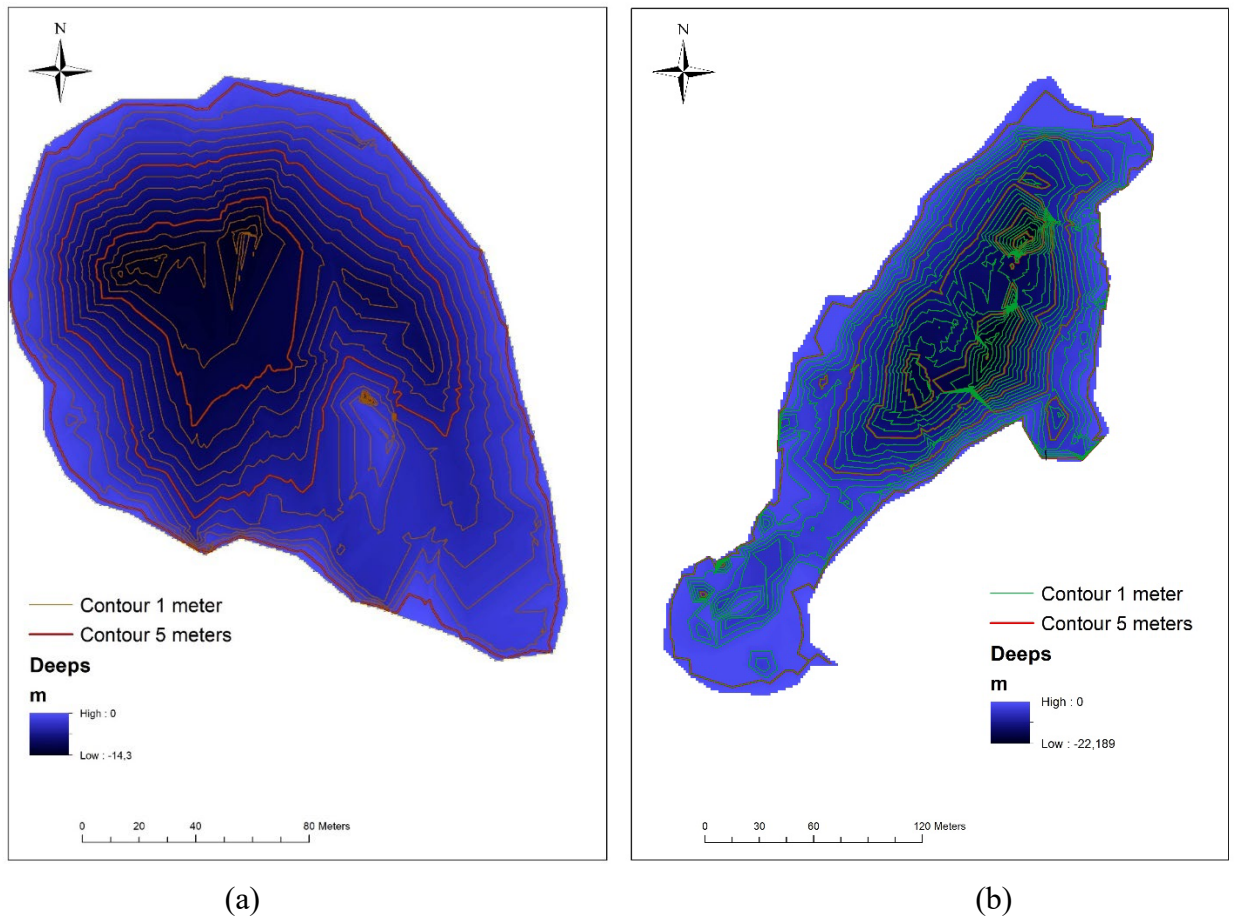 N
Contour 1 meter
Contour 5 meters
Deeps
m
High : 0
Low : -14,3
0 20 40 80 Meters
(a)
N
Contour 1 meter
Contour 5 meters
Deeps
m
High : 0
Low : -22,189
0 30 60 120 Meters
(b)